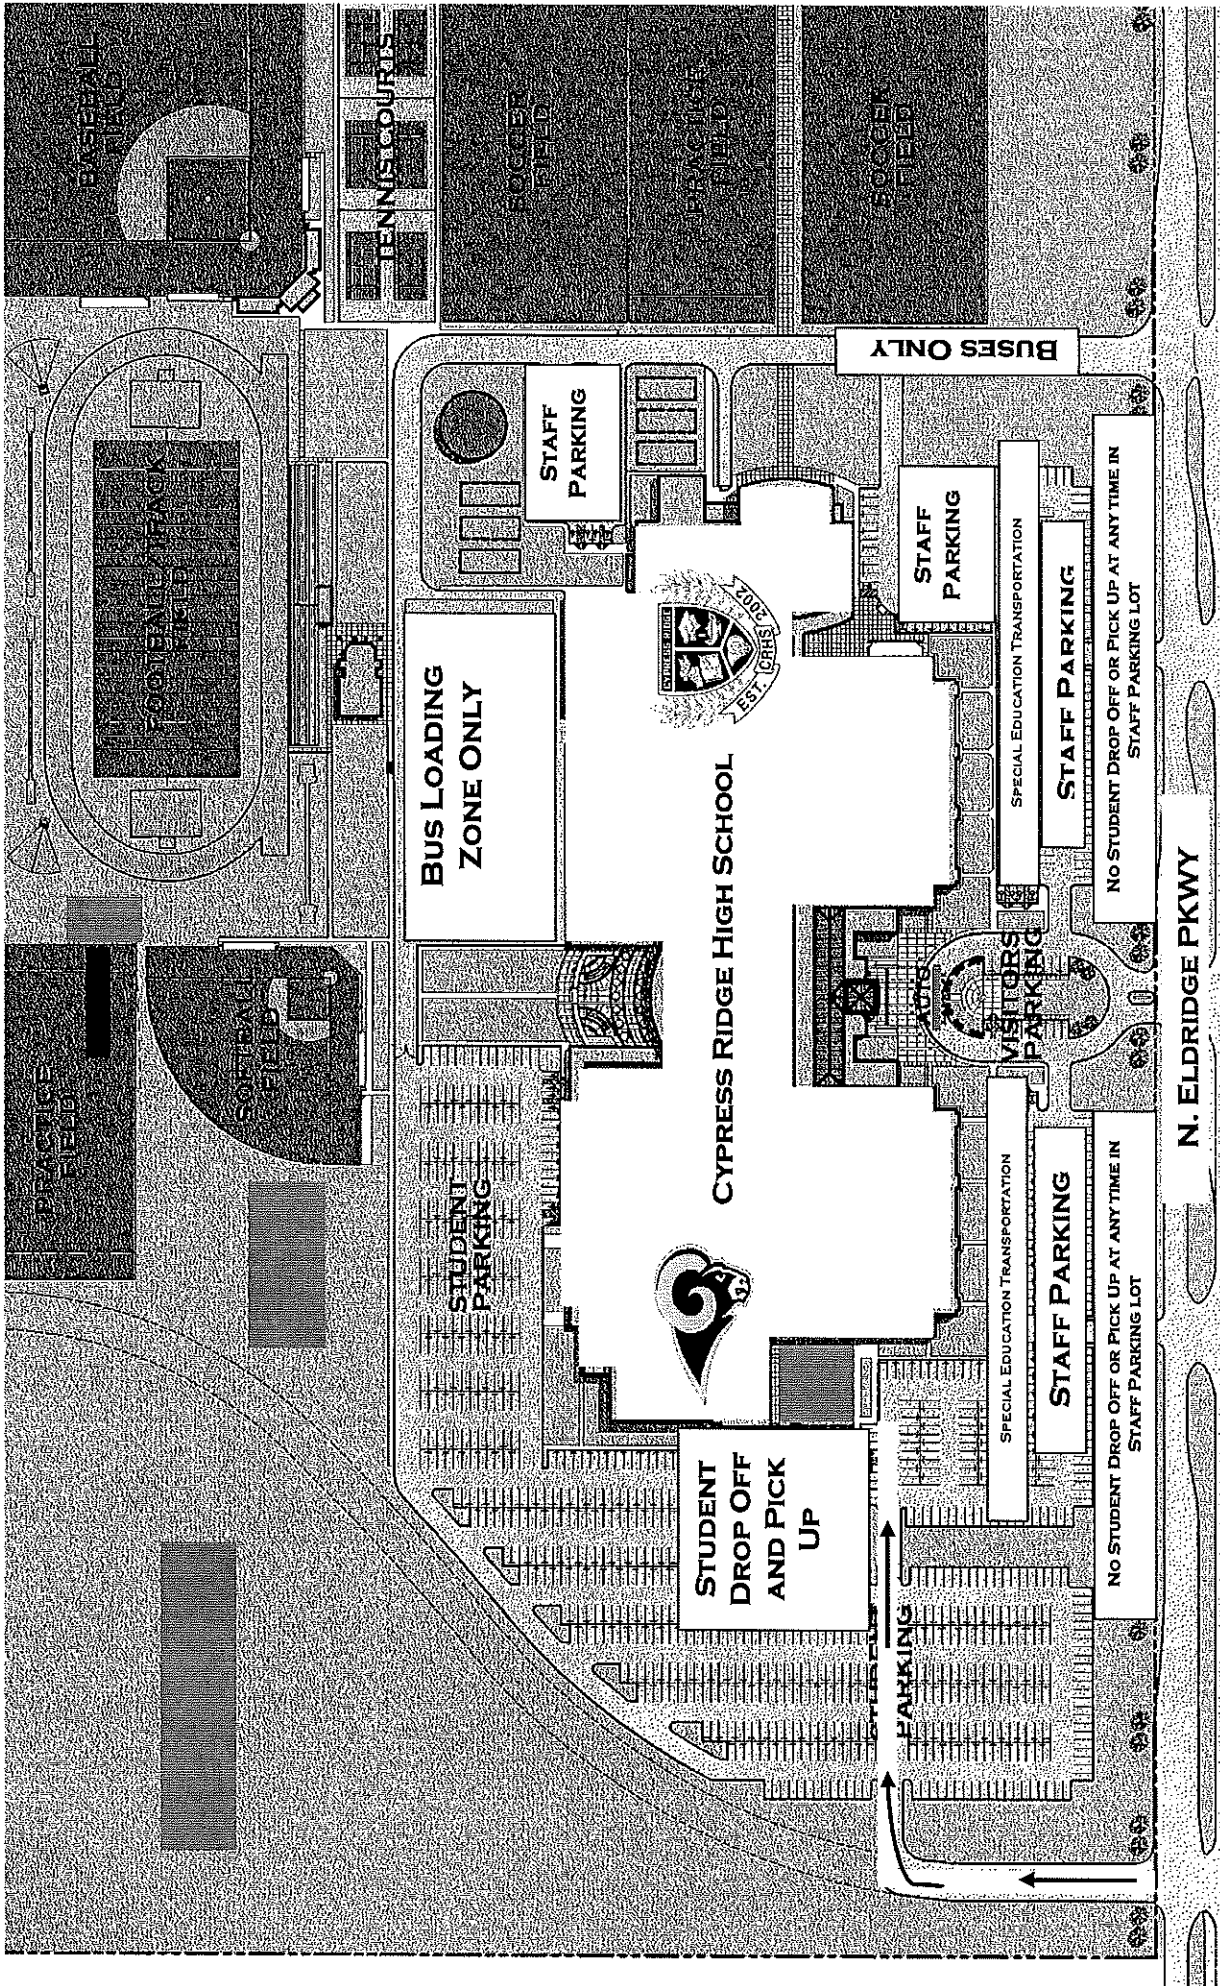 BASEBALL
FIELD
TENNIS COURTS
SOCCER
FIELD
PRACTICE
FIELD
SOCCER
FIELD
BUSES ONLY
FOOTBALL/TRACK
FIELD
STAFF
PARKING
STAFF
PARKING
BUS LOADING
ZONE ONLY
CYPRESS RIDGE
EST. CRHS 2002
CYPRESS RIDGE HIGH SCHOOL
SPECIAL EDUCATION TRANSPORTATION
STAFF PARKING
NO STUDENT DROP OFF OR PICK UP AT ANY TIME IN
STAFF PARKING LOT
PRACTICE
FIELD
SOFTBALL
FIELD
AUTO
VISITORS
PARKING
N. ELDRIDGE PKWY
STUDENT
PARKING
SPECIAL EDUCATION TRANSPORTATION
STAFF PARKING
NO STUDENT DROP OFF OR PICK UP AT ANY TIME IN
STAFF PARKING LOT
STUDENT
DROP OFF
AND PICK
UP
STUDENT
PARKING